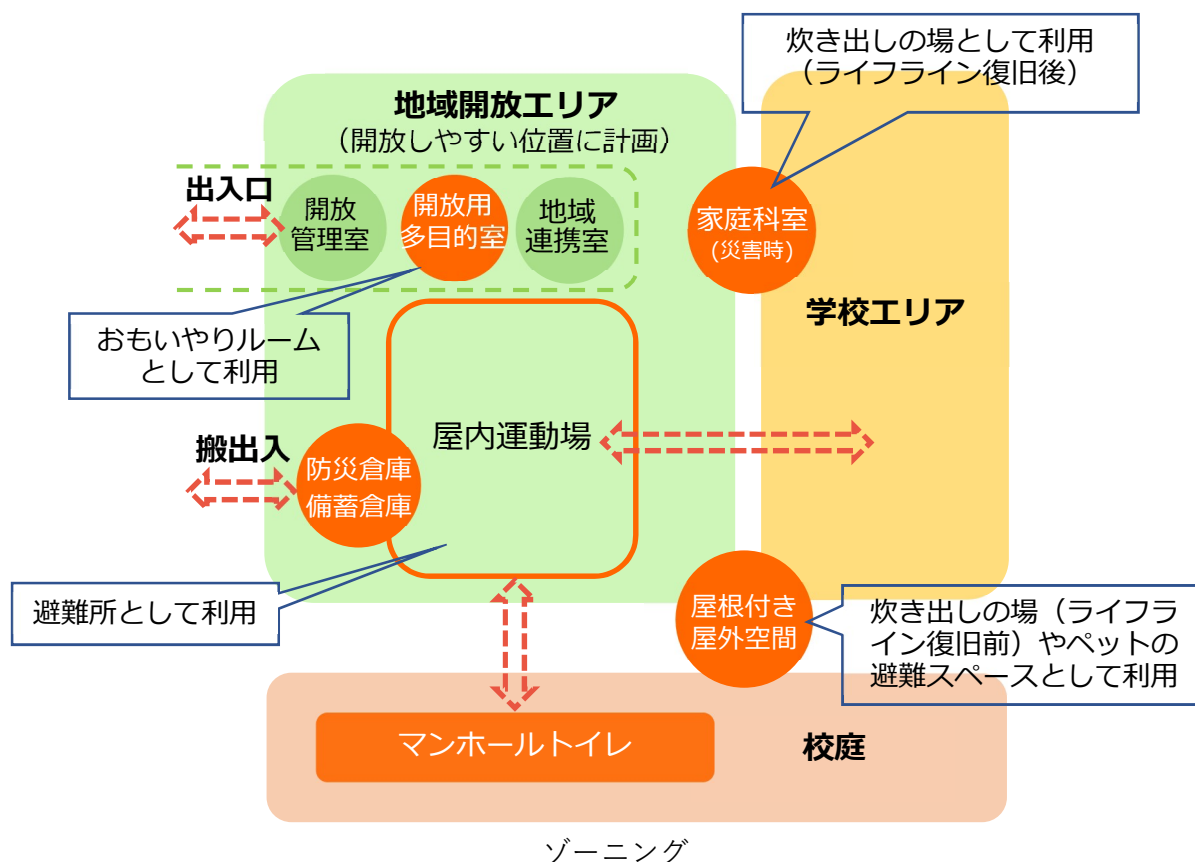 炊き出しの場として利用
（ライフライン復旧後）
地域開放エリア
（開放しやすい位置に計画）
出入口
開放
管理室
開放用
多目的室
地域
連携室
家庭科室
(災害時)
学校エリア
おもいやりルーム
として利用
屋内運動場
搬出入
防災倉庫
備蓄倉庫
避難所として利用
屋根付き
屋外空間
炊き出しの場（ライフラ
イン復旧前）やペットの
避難スペースとして利用
マンホールトイレ
校庭
ゾーニング